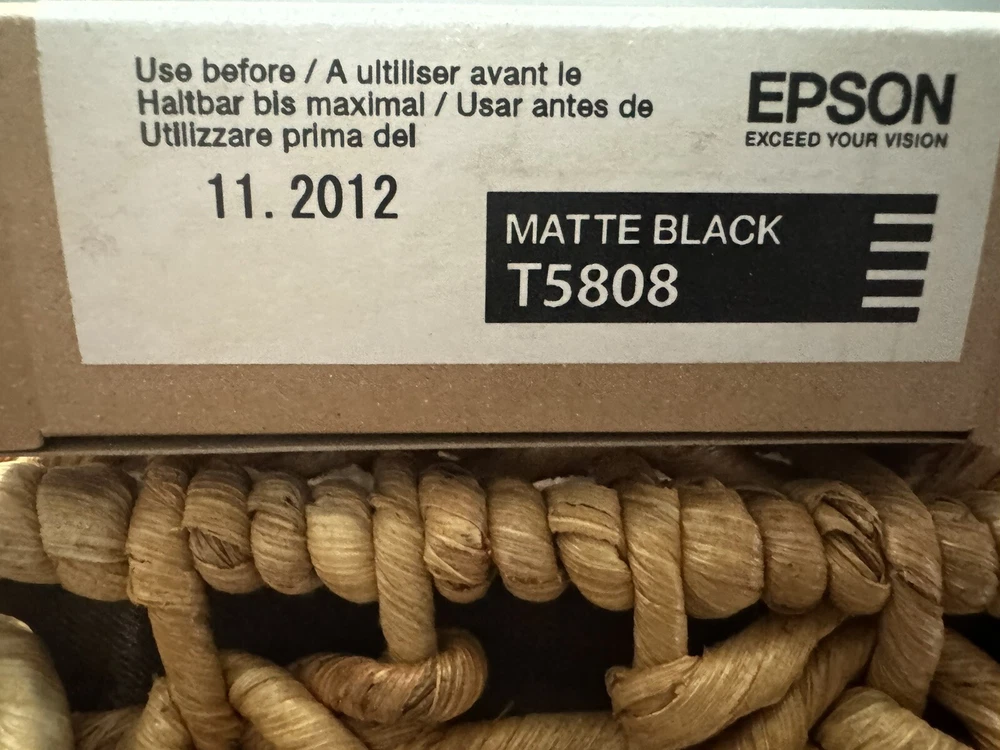 Use before / A ultiliser avant le
Haltbar bis maximal / Usar antes de
Utilizzare prima del
11. 2012
EPSON
EXCEED YOUR VISION
MATTE BLACK
T5808